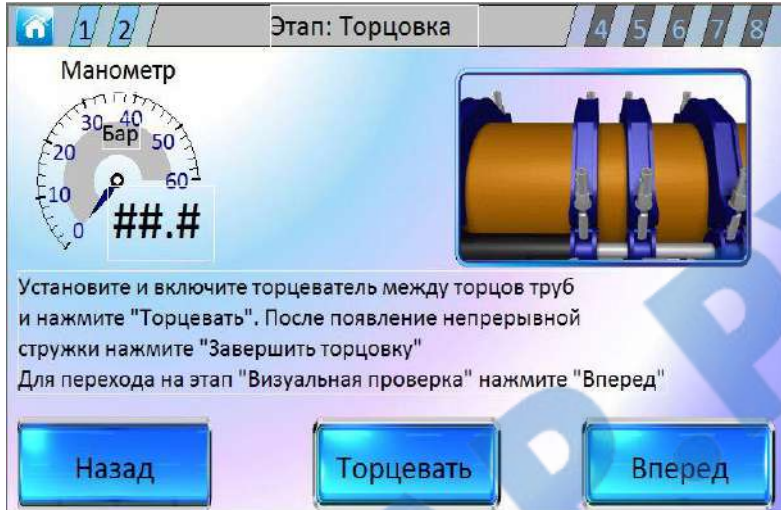 1 2 Этап: Торцовка 4 5 6 7 8
Манометр
Бар
0 10 20 30 40 50 60
##.#
Установите и включите торцеватель между торцов труб
и нажмите "Торцевать". После появление непрерывной
стружки нажмите "Завершить торцовку"
Для перехода на этап "Визуальная проверка" нажмите "Вперед"
Назад Торцевать Вперед